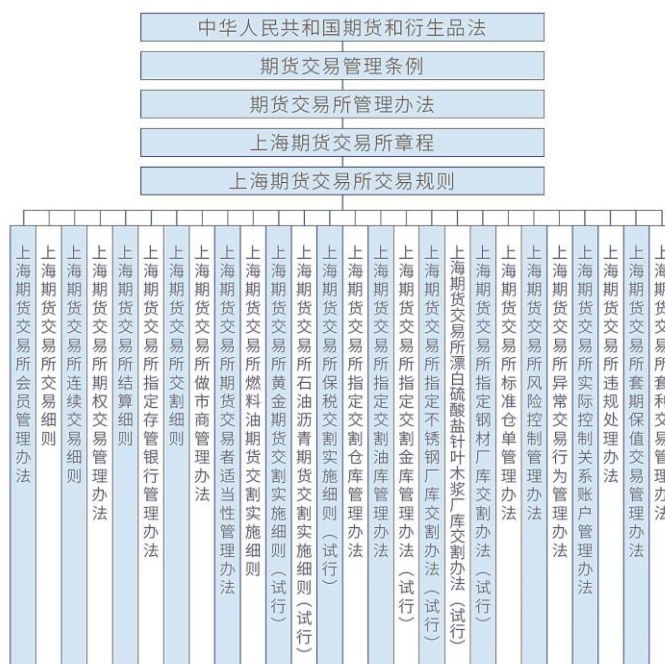 中华人民共和国期货和衍生品法
期货交易管理条例
期货交易所管理办法
上海期货交易所章程
上海期货交易所交易规则
上海期货交易所会员管理办法
上海期货交易所交易细则
上海期货交易所连续交易细则
上海期货交易所期权交易管理办法
上海期货交易所结算细则
上海期货交易所指定存管银行管理办法
上海期货交易所交割细则
上海期货交易所做市商管理办法
上海期货交易所期货交易者适当性管理办法
上海期货交易所燃料油期货交割实施细则
上海期货交易所黄金期货交割实施细则（试行）
上海期货交易所石油沥青期货交割实施细则（试行）
上海期货交易所保税交割实施细则（试行）
上海期货交易所指定交割仓库管理办法
上海期货交易所指定交割油库管理办法
上海期货交易所指定交割金库管理办法（试行）
上海期货交易所指定不锈钢厂库交割办法（试行）
上海期货交易所漂白硫酸盐针叶木浆厂库交割办法（试行）
上海期货交易所指定钢材厂库交割办法（试行）
上海期货交易所标准仓单管理办法
上海期货交易所风险控制管理办法
上海期货交易所异常交易行为管理办法
上海期货交易所实际控制关系账户管理办法
上海期货交易所违规处理办法
上海期货交易所套期保值交易管理办法
上海期货交易所套利交易管理办法